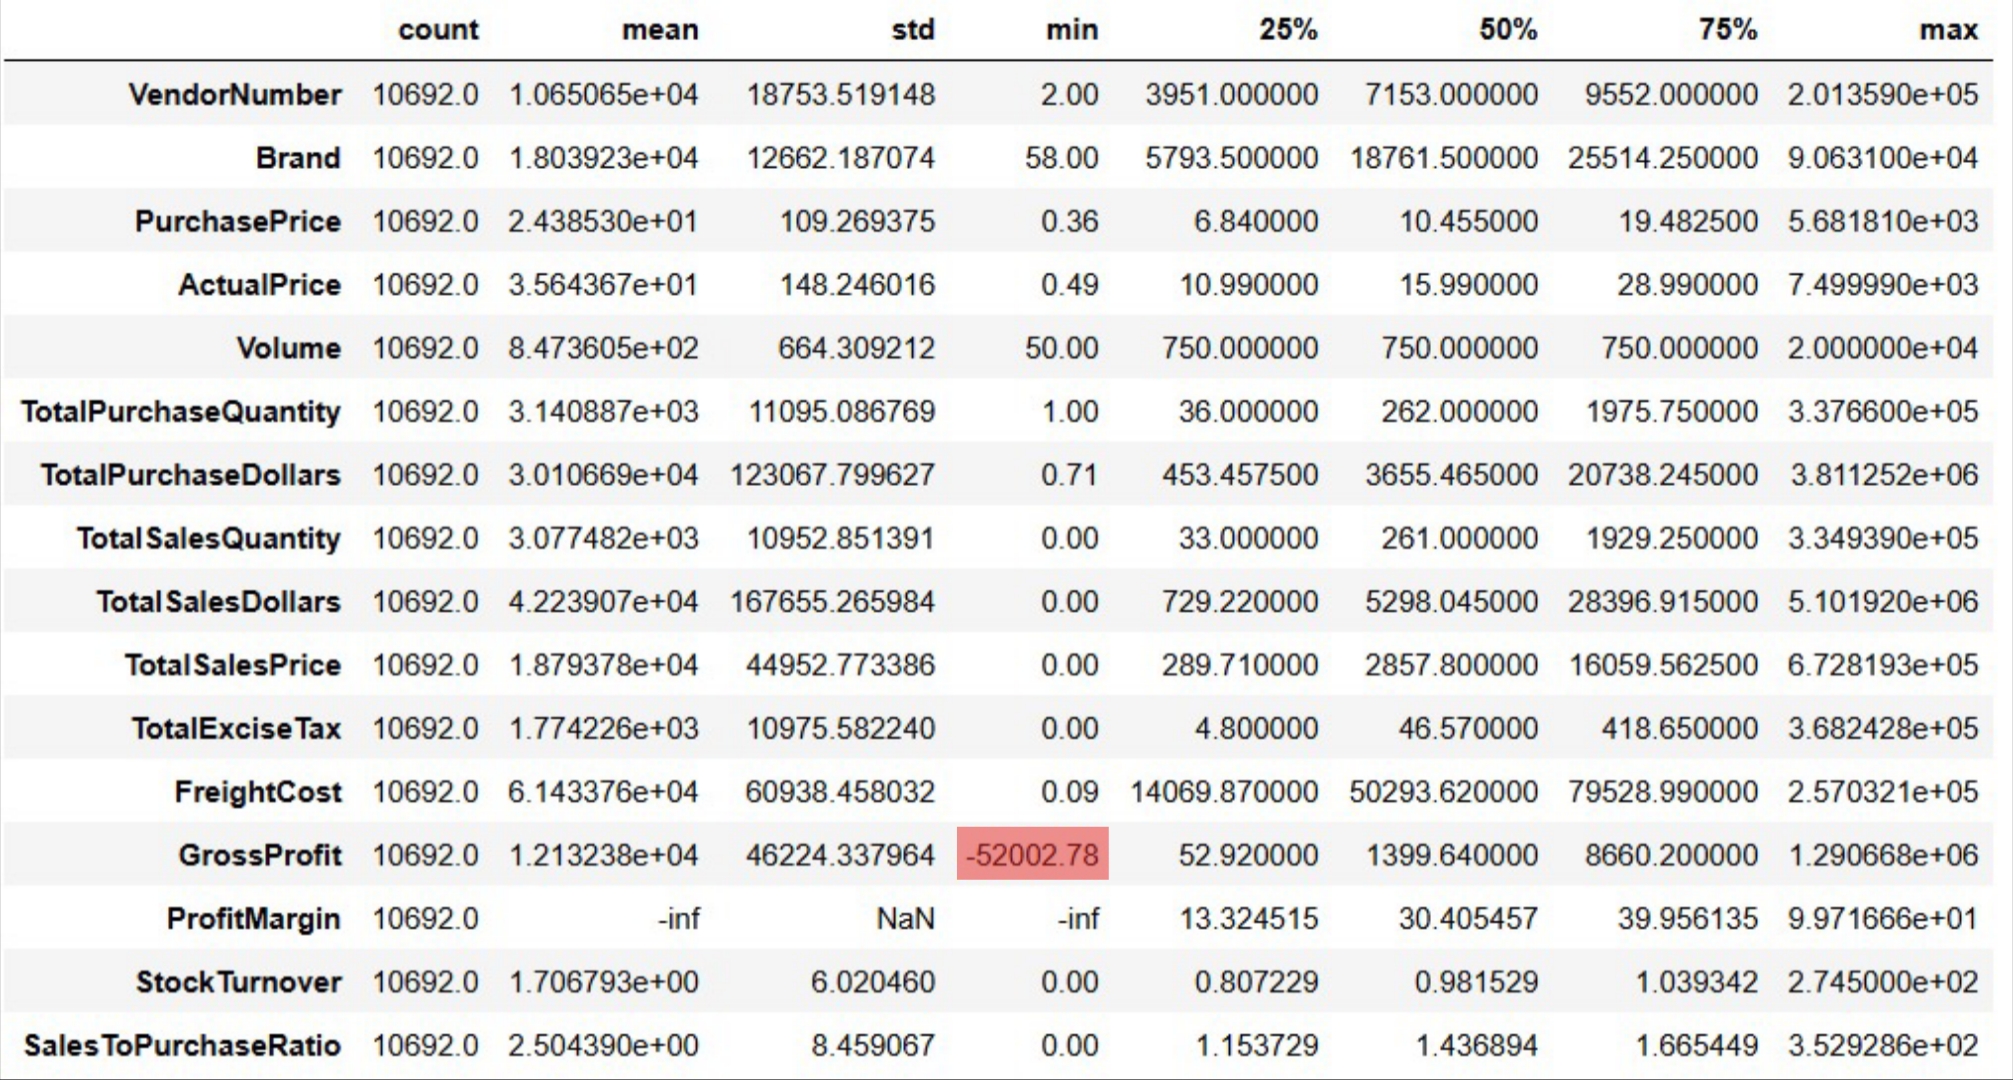 count mean std min 25% 50% 75% max
VendorNumber 10692.0 1.065065e+04 18753.519148 2.00 3951.000000 7153.000000 9552.000000 2.013590e+05
Brand 10692.0 1.803923e+04 12662.187074 58.00 5793.500000 18761.500000 25514.250000 9.063100e+04
PurchasePrice 10692.0 2.438530e+01 109.269375 0.36 6.840000 10.455000 19.482500 5.681810e+03
ActualPrice 10692.0 3.564367e+01 148.246016 0.49 10.990000 15.990000 28.990000 7.499990e+03
Volume 10692.0 8.473605e+02 664.309212 50.00 750.000000 750.000000 750.000000 2.000000e+04
TotalPurchaseQuantity 10692.0 3.140887e+03 11095.086769 1.00 36.000000 262.000000 1975.750000 3.376600e+05
TotalPurchaseDollars 10692.0 3.010669e+04 123067.799627 0.71 453.457500 3655.465000 20738.245000 3.811252e+06
TotalSalesQuantity 10692.0 3.077482e+03 10952.851391 0.00 33.000000 261.000000 1929.250000 3.349390e+05
TotalSalesDollars 10692.0 4.223907e+04 167655.265984 0.00 729.220000 5298.045000 28396.915000 5.101920e+06
TotalSalesPrice 10692.0 1.879378e+04 44952.773386 0.00 289.710000 2857.800000 16059.562500 6.728193e+05
TotalExciseTax 10692.0 1.774226e+03 10975.582240 0.00 4.800000 46.570000 418.650000 3.682428e+05
FreightCost 10692.0 6.143376e+04 60938.458032 0.09 14069.870000 50293.620000 79528.990000 2.570321e+05
GrossProfit 10692.0 1.213238e+04 46224.337964 -52002.78 52.920000 1399.640000 8660.200000 1.290668e+06
ProfitMargin 10692.0 -inf NaN -inf 13.324515 30.405457 39.956135 9.971666e+01
StockTurnover 10692.0 1.706793e+00 6.020460 0.00 0.807229 0.981529 1.039342 2.745000e+02
SalesToPurchaseRatio 10692.0 2.504390e+00 8.459067 0.00 1.153729 1.436894 1.665449 3.529286e+02